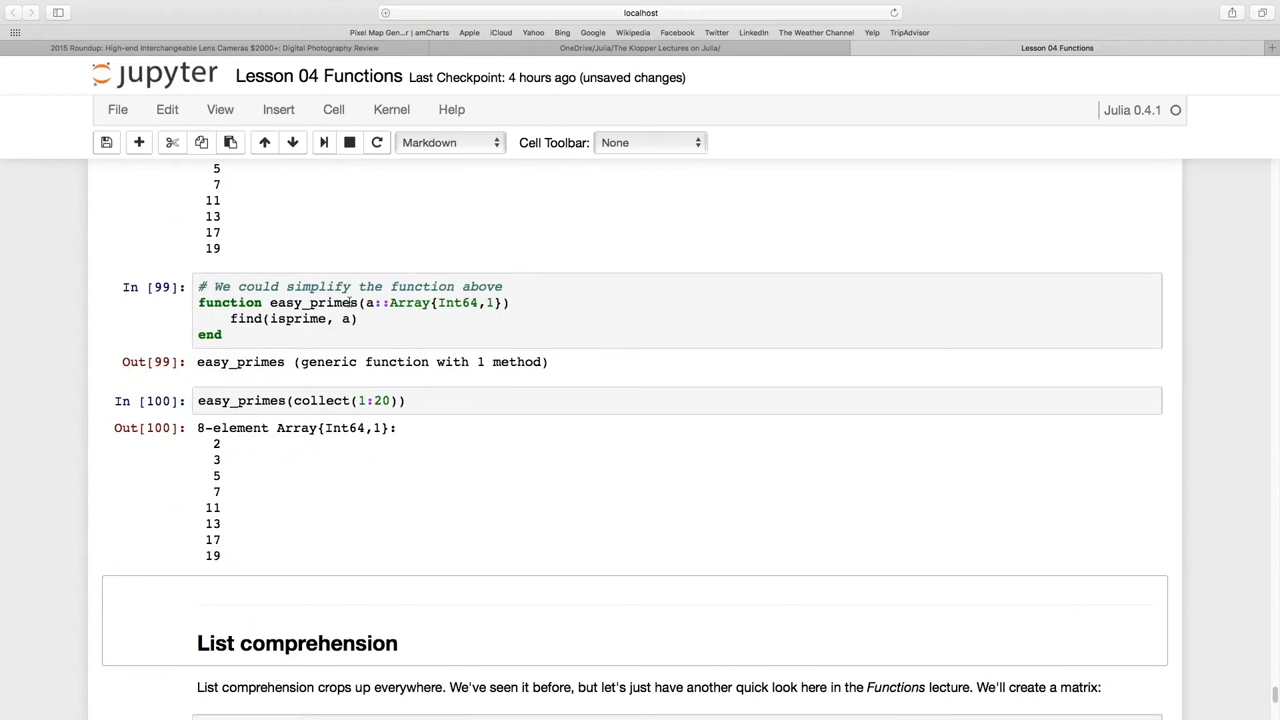 localhost
Pixel Map Gen...r | amCharts Apple iCloud Yahoo Bing Google Wikipedia Facebook Twitter LinkedIn The Weather Channel Yelp TripAdvisor
2015 Roundup: High-end Interchangeable Lens Cameras $2000+: Digital Photography Review OneDrive/Julia/The Klopper Lectures on Julia/ Lesson 04 Functions
jupyter Lesson 04 Functions Last Checkpoint: 4 hours ago (unsaved changes)
File Edit View Insert Cell Kernel Help Julia 0.4.1
Markdown Cell Toolbar: None
5
7
11
13
17
19
In [99]: # We could simplify the function above
function easy_primes(a::Array{Int64,1})
find(isprime, a)
end
Out[99]: easy_primes (generic function with 1 method)
In [100]: easy_primes(collect(1:20))
Out[100]: 8-element Array{Int64,1}:
2
3
5
7
11
13
17
19
List comprehension
List comprehension crops up everywhere. We've seen it before, but let's just have another quick look here in the Functions lecture. We'll create a matrix: